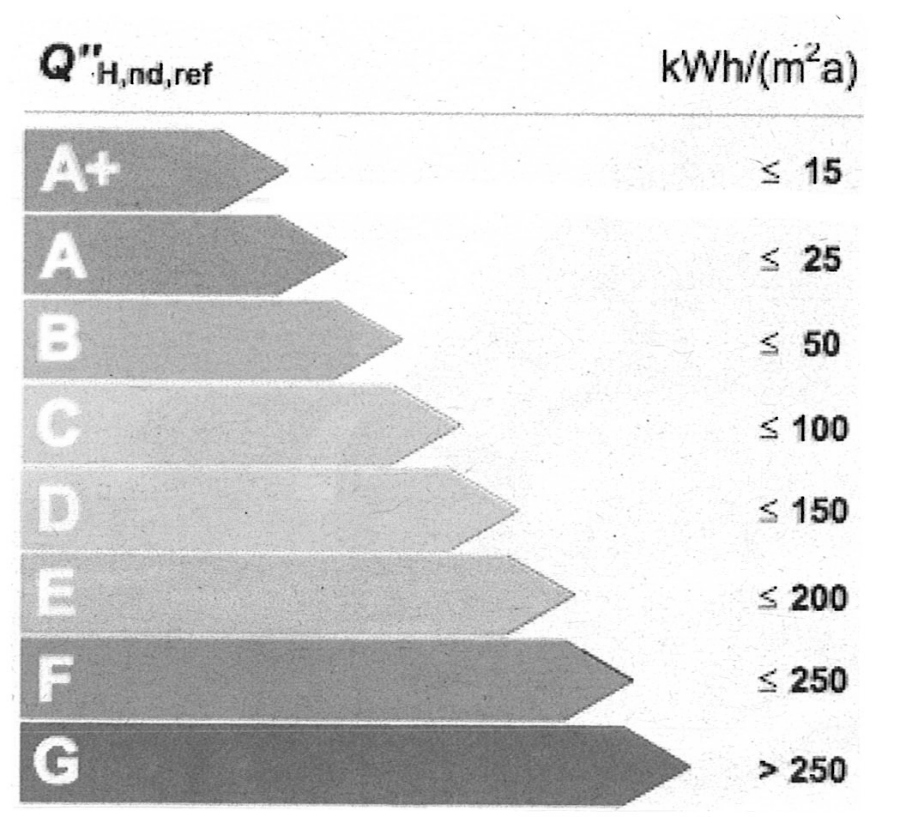 Q''H,nd,ref kWh/(m²a)
A+ ≤ 15
A ≤ 25
B ≤ 50
C ≤ 100
D ≤ 150
E ≤ 200
F ≤ 250
G > 250